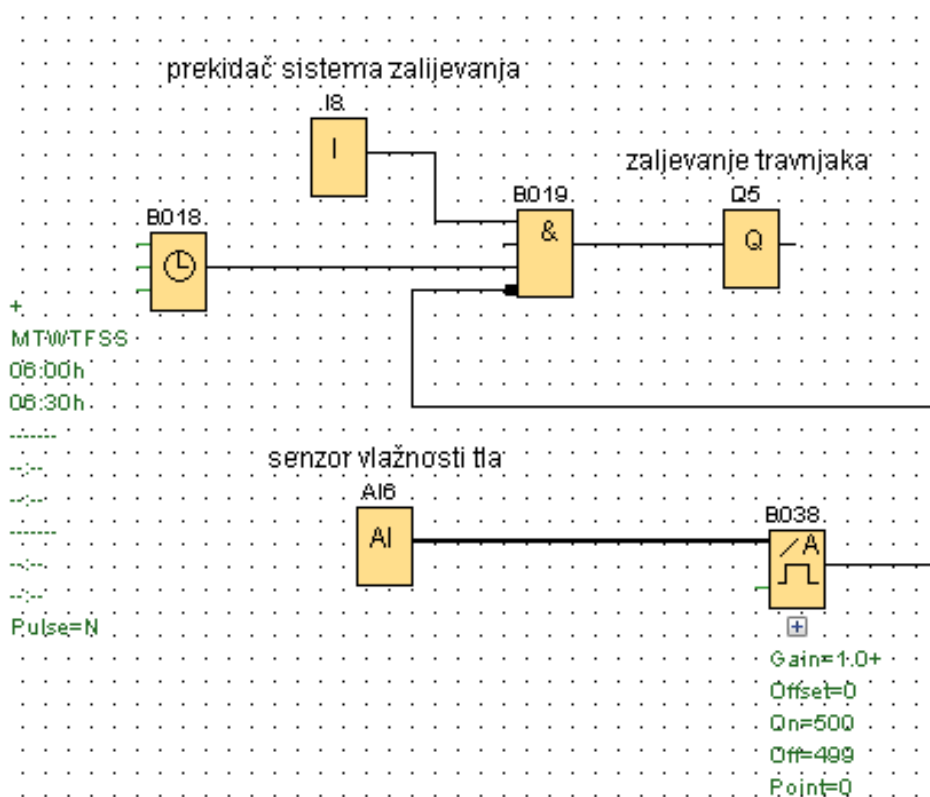 prekidač sistema zalijevanja
I8
I
zaljevanje travnjaka
B019
Q5
&
Q
B018
+
MTWTFSS
06:00h
06:30h
-------
--:--
--:--
-------
--:--
--:--
Pulse=N
senzor vlažnosti tla
AI6
AI
B038
/A
+
Gain=1.0+
Offset=0
On=500
Off=499
Point=0